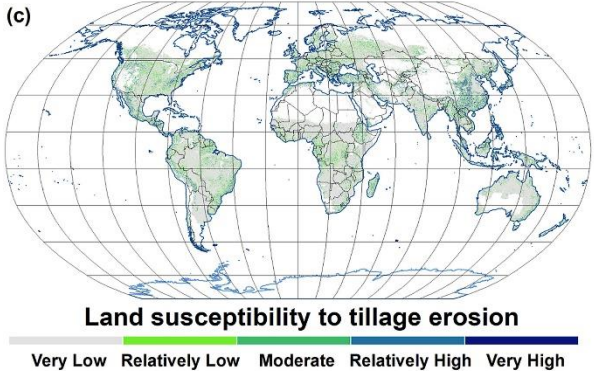 (c)
Land susceptibility to tillage erosion
Very Low Relatively Low Moderate Relatively High Very High